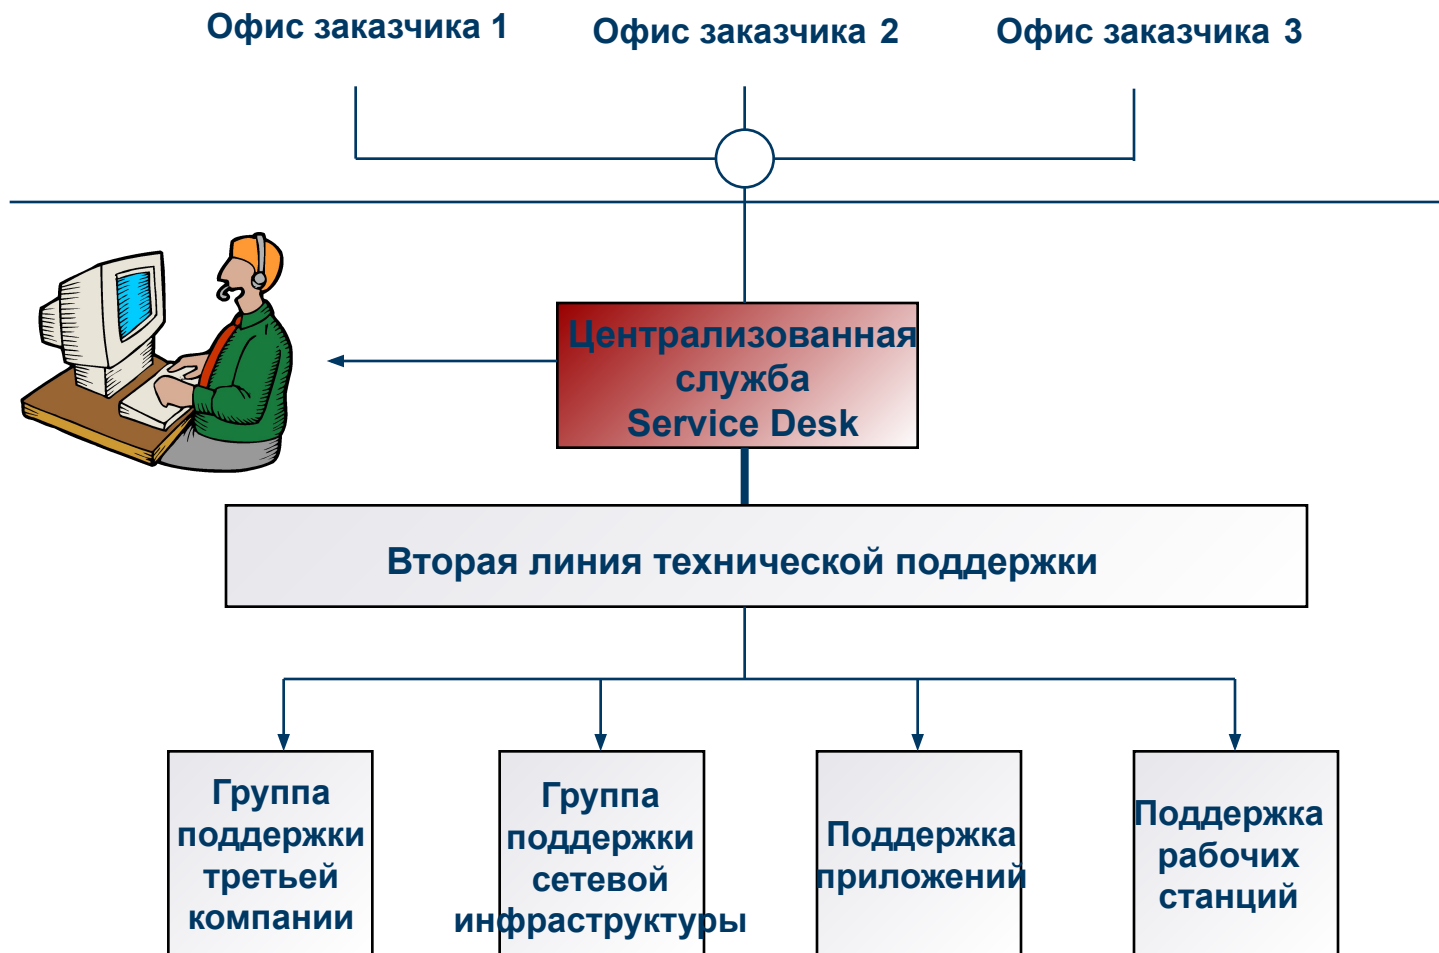 Офис заказчика 1
Офис заказчика 2
Офис заказчика 3
Централизованная
служба
Service Desk
Вторая линия технической поддержки
Группа
поддержки
третьей
компании
Группа
поддержки
сетевой
инфраструктуры
Поддержка
приложений
Поддержка
рабочих
станций